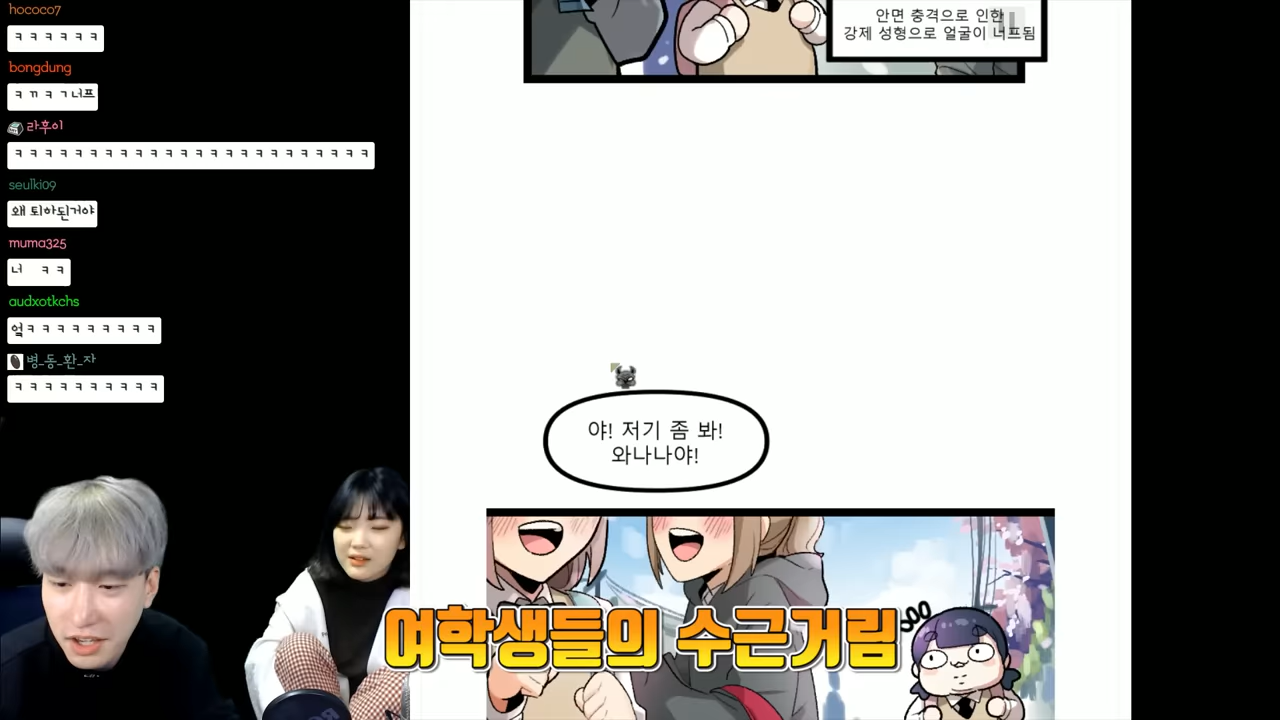 hococo7
ㅋㅋㅋㅋㅋㅋ
bongdung
ㅋㄲㅋㄱ너프
라후이
ㅋㅋㅋㅋㅋㅋㅋㅋㅋㅋㅋㅋㅋㅋㅋㅋㅋㅋㅋㅋㅋㅋㅋㅋ
seulki09
왜 퇴하된거야
muma325
너 ㅋㅋ
audxotkchs
엌ㅋㅋㅋㅋㅋㅋㅋㅋㅋ
병_동_환_자
ㅋㅋㅋㅋㅋㅋㅋㅋㅋㅋ
안면 충격으로 인한
강제 성형으로 얼굴이 너프됨
야! 저기 좀 봐!
와나나야!
여학생들의 수근거림